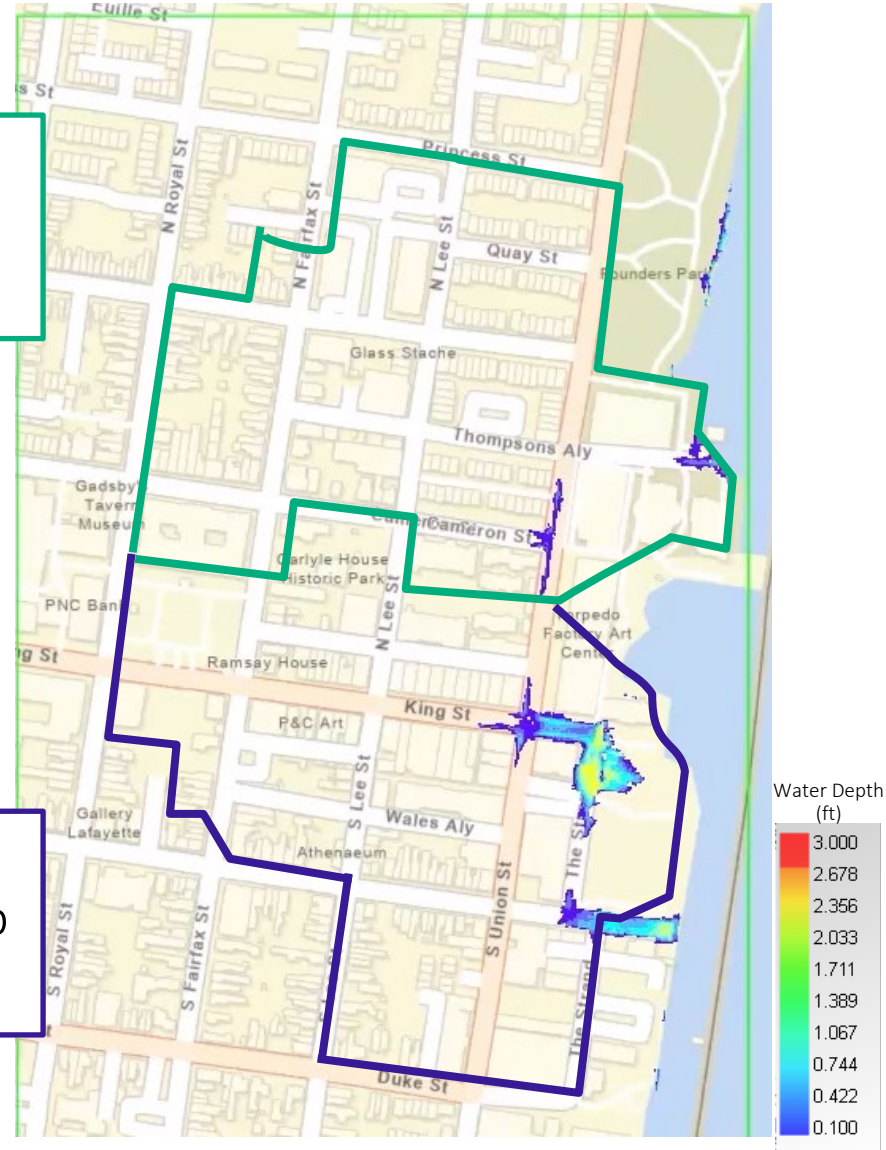 Euille St
ss St
N Royal St
Princess St
N Fairfax St
N Lee St
Quay St
Founders Park
Glass Stache
Thompsons Aly
Gadsby's
Tavern
Museum
Cameron St
Carlyle House
Historic Park
N Lee St
PNC Bank
Torpedo
Factory Art
Center
ng St
Ramsay House
King St
P&C Art
S Lee St
Water Depth
(ft)
3.000
2.678
2.356
2.033
1.711
1.389
1.067
0.744
0.422
0.100
Gallery
Lafayette
Wales Aly
Athenaeum
The S
S Union St
S Royal St
S Fairfax St
The Strand
Duke St